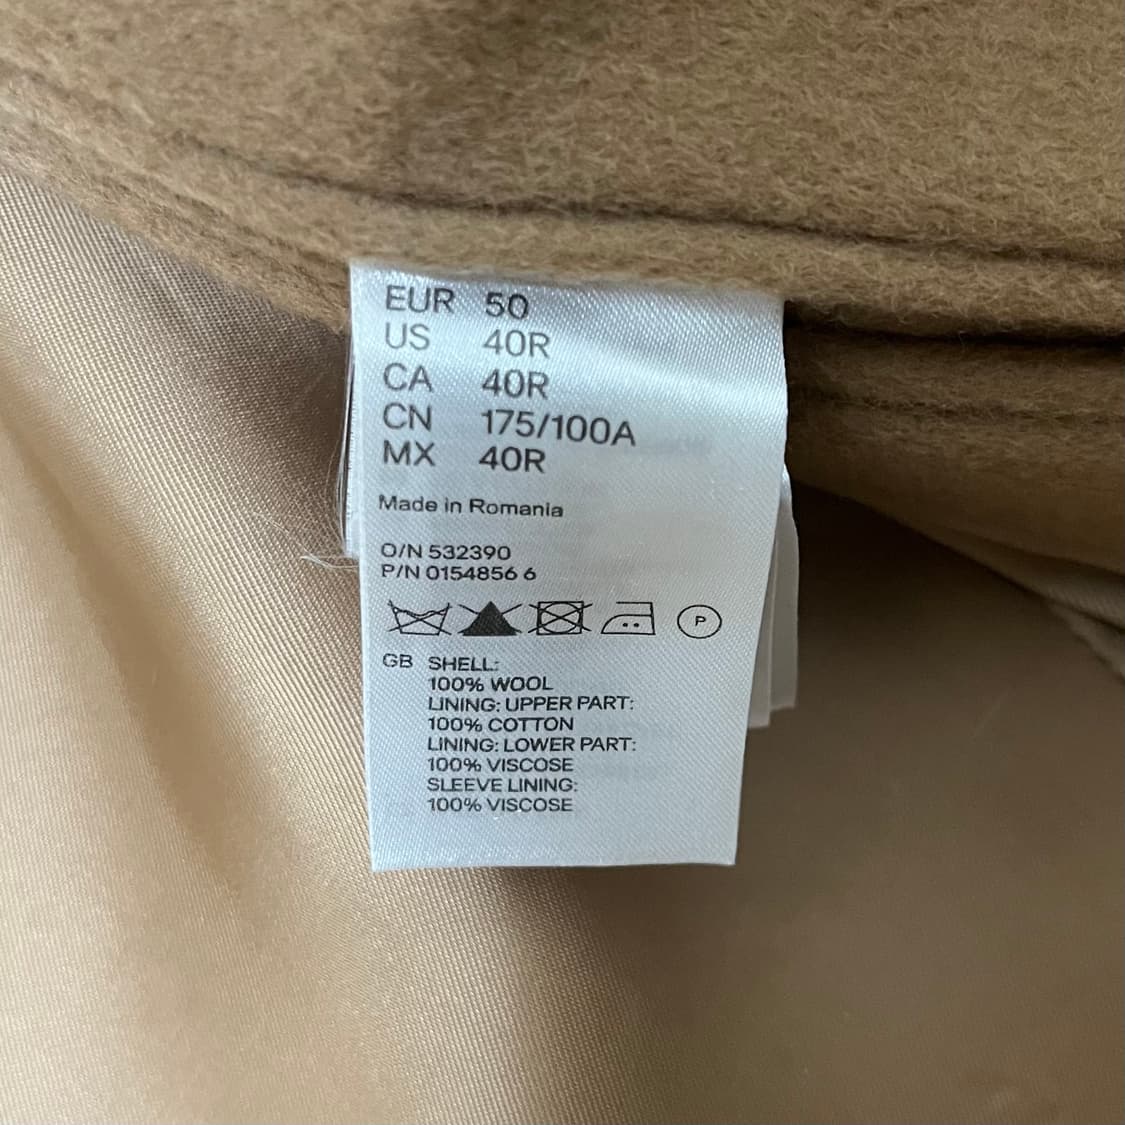 EUR 50
US 40R
CA 40R
CN 175/100A
MX 40R
Made in Romania
O/N 532390
P/N 0154856 6
P
GB SHELL:
100% WOOL
LINING: UPPER PART:
100% COTTON
LINING: LOWER PART:
100% VISCOSE
SLEEVE LINING:
100% VISCOSE